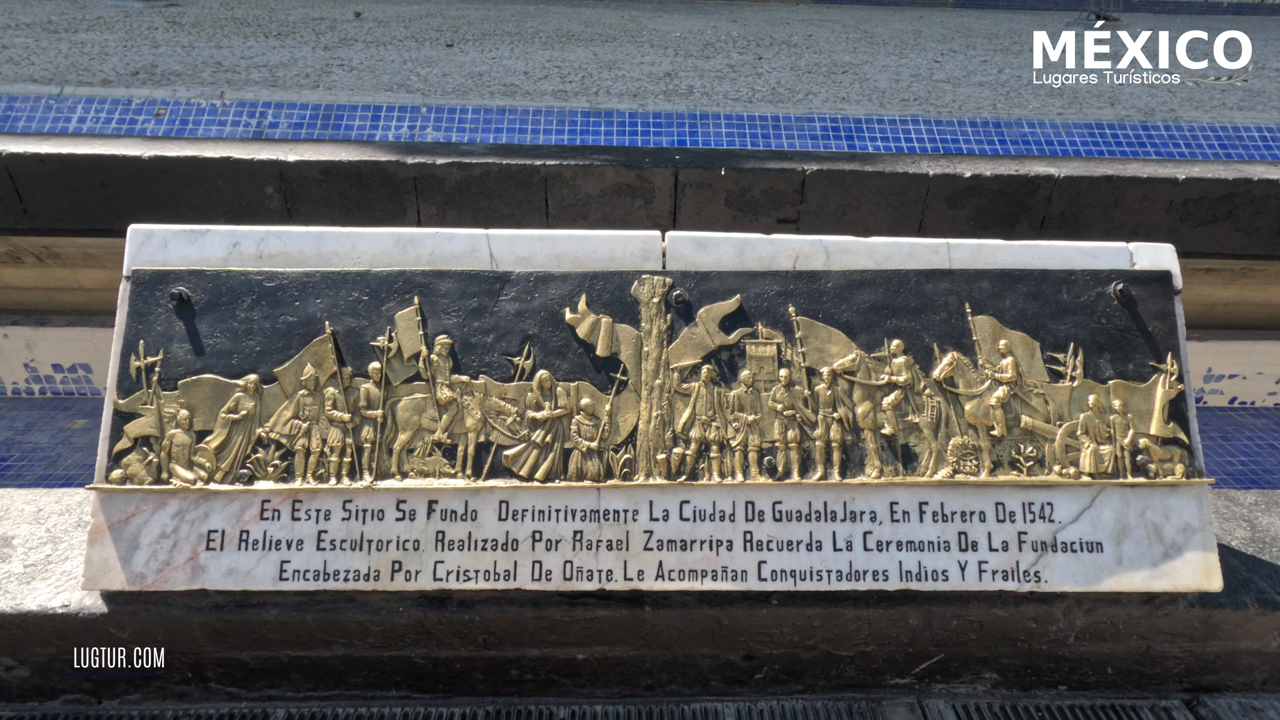 MÉXICO
Lugares Turísticos
En Este Sitio Se Fundo Definitivamente La Ciudad De GuadalaJara, En Febrero De 1542.
El Relieve Escultorico. Realizado Por Rafael Zamarripa Recuerda La Ceremonia De La Fundaciun
Encabezada Por Cristobal De Oñate. Le Acompañan Conquistadores Indios Y Frailes.
LUGTUR.COM